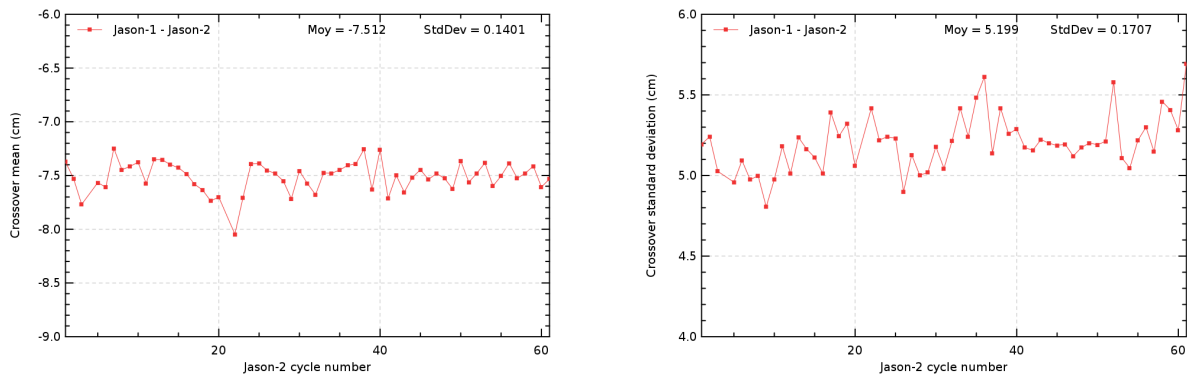 Crossover mean (cm)
-6.0
-6.5
-7.0
-7.5
-8.0
-8.5
-9.0
Jason-1 - Jason-2 Moy = -7.512 StdDev = 0.1401
20 40 60
Jason-2 cycle number
Crossover standard deviation (cm)
6.0
5.5
5.0
4.5
4.0
Jason-1 - Jason-2 Moy = 5.199 StdDev = 0.1707
20 40 60
Jason-2 cycle number